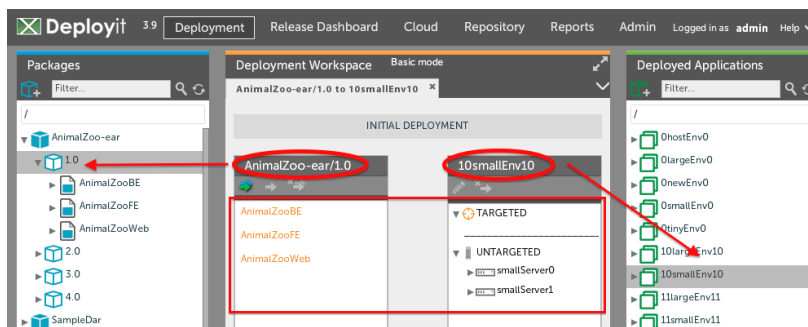 Deployit 3.9 Deployment Release Dashboard Cloud Repository Reports Admin Logged in as admin Help
Packages
Filter...
/
AnimalZoo-ear
1.0
AnimalZooBE
AnimalZooFE
AnimalZooWeb
2.0
3.0
4.0
SampleDar
Deployment Workspace Basic mode
AnimalZoo-ear/1.0 to 10smallEnv10 ×
INITIAL DEPLOYMENT
AnimalZoo-ear/1.0
AnimalZooBE
AnimalZooFE
AnimalZooWeb
10smallEnv10
TARGETED
UNTARGETED
smallServer0
smallServer1
Deployed Applications
Filter...
/
0hostEnv0
0largeEnv0
0newEnv0
0smallEnv0
0tinyEnv0
10largeEnv10
10smallEnv10
11largeEnv11
11smallEnv11